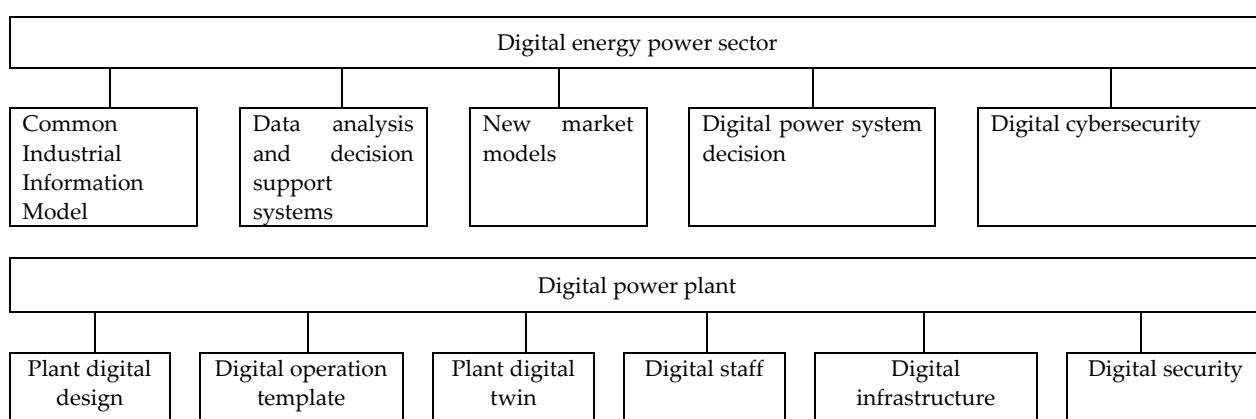 Digital energy power sector
Common
Industrial
Information
Model
Data analysis
and decision
support
systems
New market
models
Digital power system
decision
Digital cybersecurity
Digital power plant
Plant digital
design
Digital operation
template
Plant digital
twin
Digital staff
Digital
infrastructure
Digital security